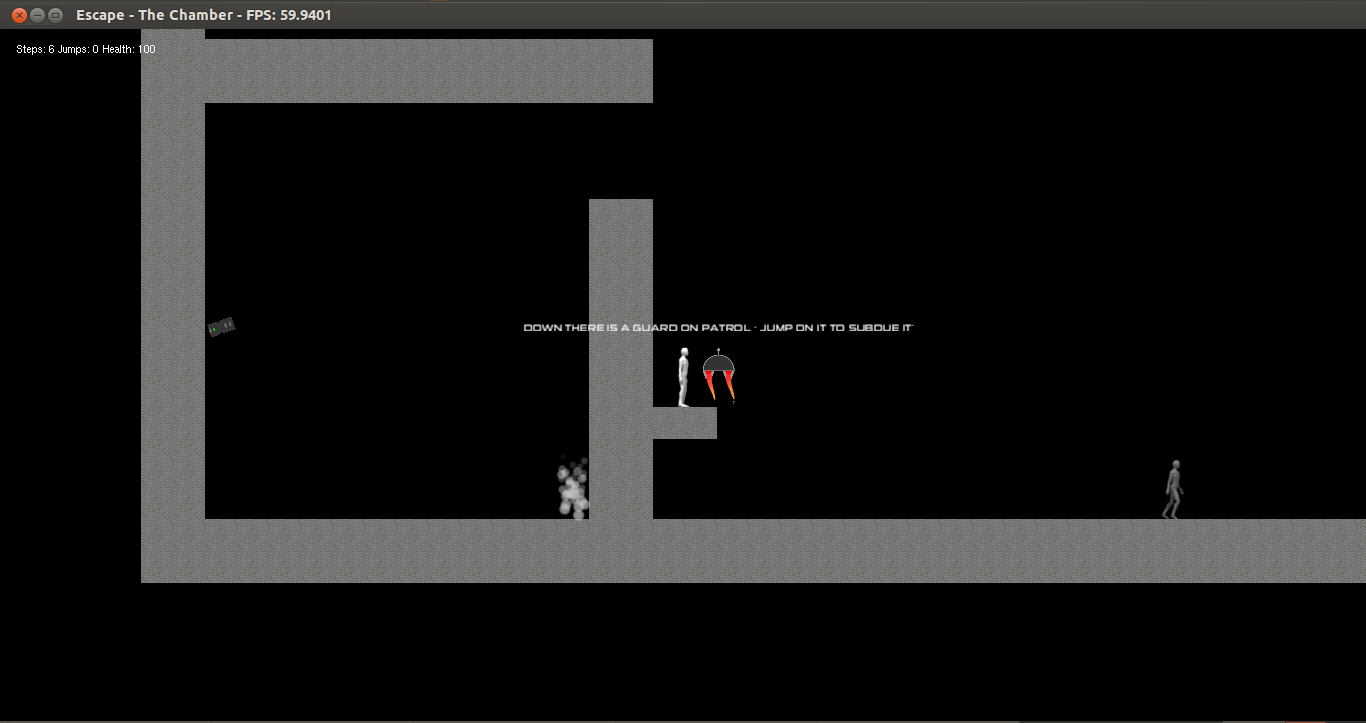 Escape - The Chamber - FPS: 59.9401
Steps: 6 Jumps: 0 Health: 100
DOWN THERE IS A GUARD ON PATROL - JUMP ON IT TO SUBDUE IT